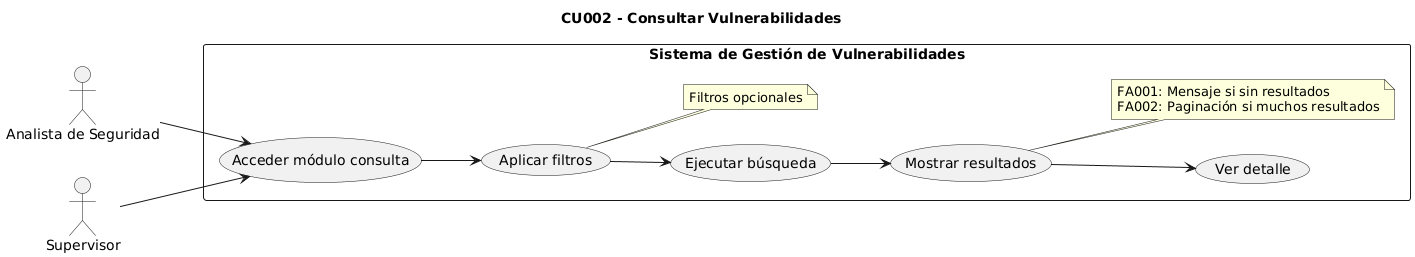 CU002 - Consultar Vulnerabilidades
Sistema de Gestión de Vulnerabilidades
FA001: Mensaje si sin resultados
FA002: Paginación si muchos resultados
Filtros opcionales
Analista de Seguridad
Acceder módulo consulta
Aplicar filtros
Ejecutar búsqueda
Mostrar resultados
Ver detalle
Supervisor